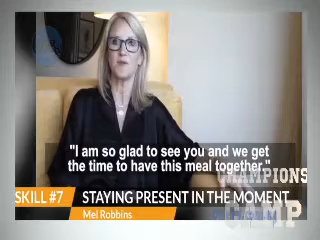 "I am so glad to see you and we get
the time to have this meal together."
CHAMPIONS
SKILL #7 STAYING PRESENT IN THE MOMENT
CAMP
Mel Robbins